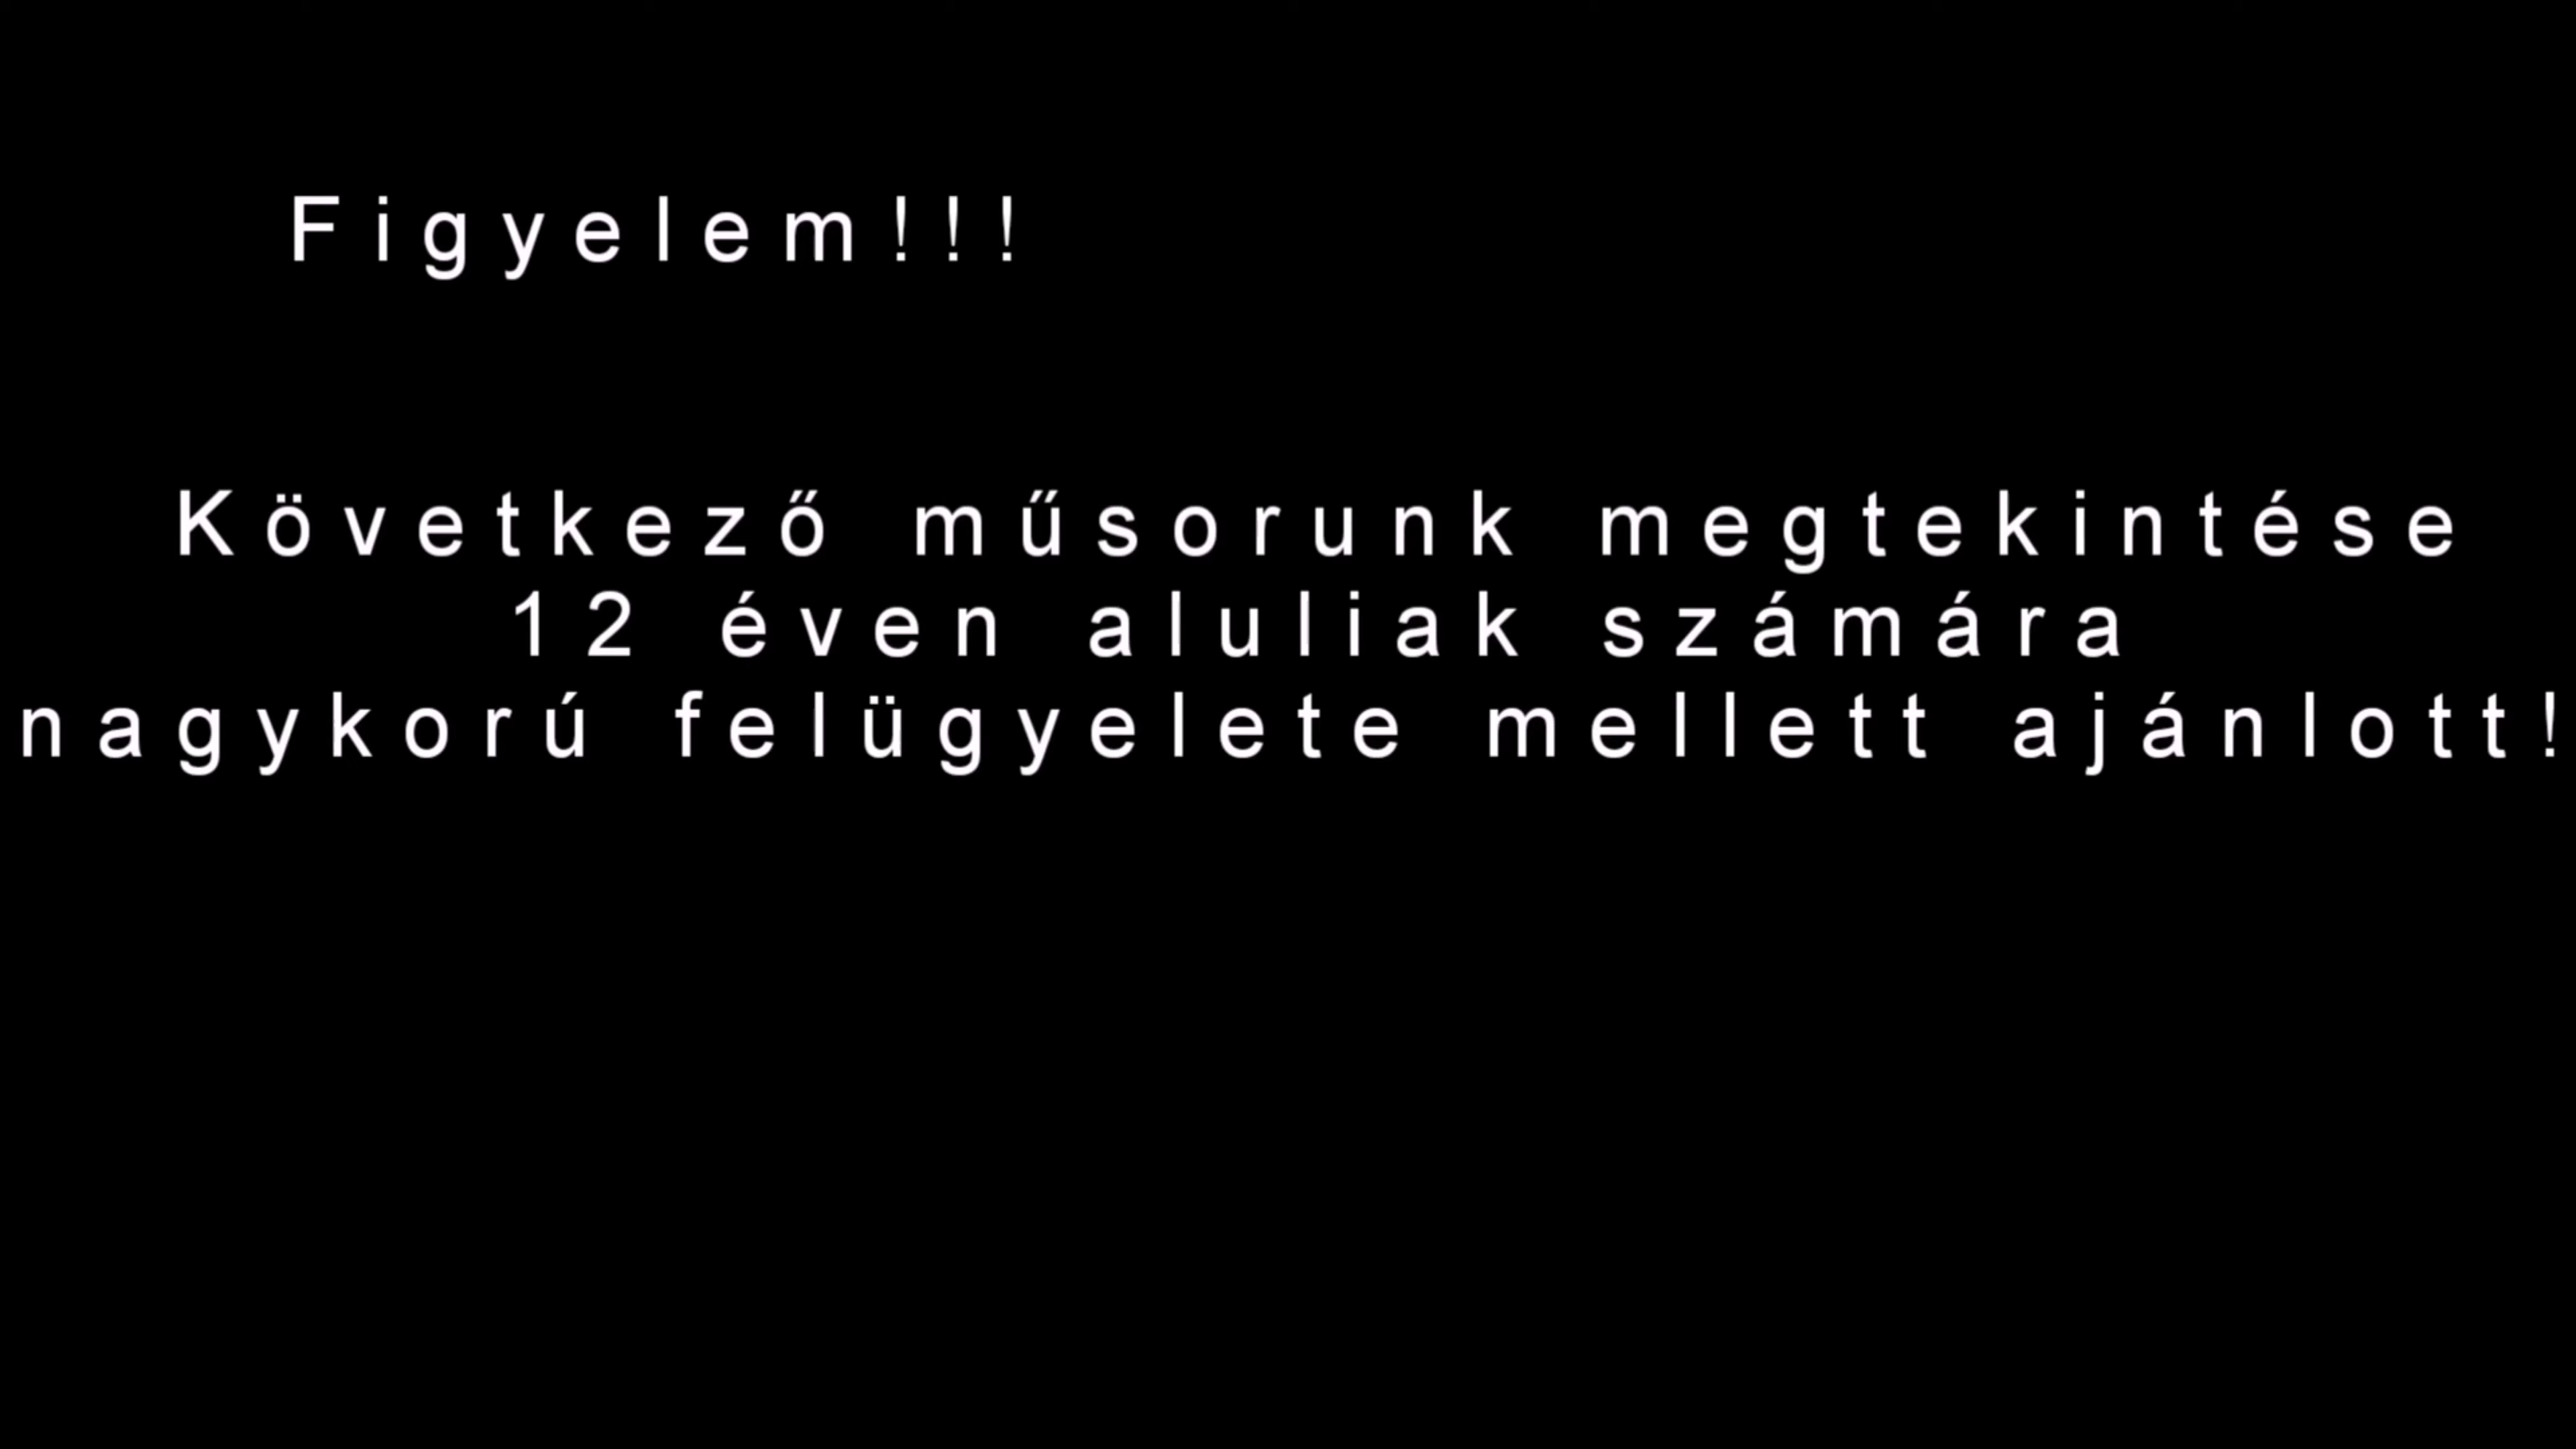 Figyelem!!!
Következő műsorunk megtekintése
12 éven aluliak számára
nagykorú felügyelete mellett ajánlott!